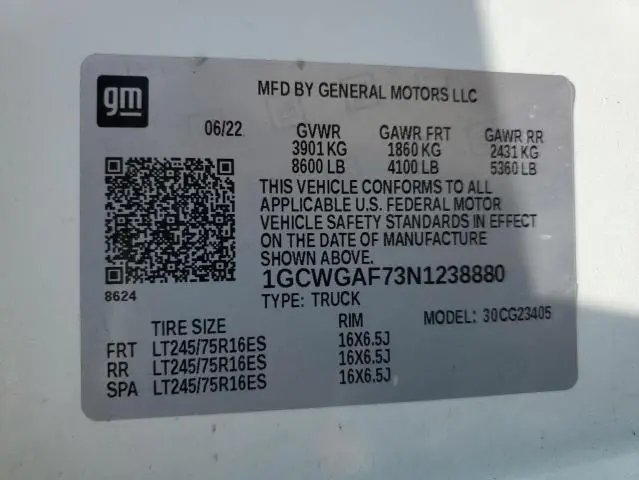 gm
MFD BY GENERAL MOTORS LLC
06/22 GVWR GAWR FRT GAWR RR
3901 KG 1860 KG 2431 KG
8600 LB 4100 LB 5360 LB
THIS VEHICLE CONFORMS TO ALL
APPLICABLE U.S. FEDERAL MOTOR
VEHICLE SAFETY STANDARDS IN EFFECT
ON THE DATE OF MANUFACTURE
SHOWN ABOVE.
1GCWGAF73N1238880
8624
TYPE: TRUCK
MODEL: 30CG23405
TIRE SIZE RIM
FRT LT245/75R16ES 16X6.5J
RR LT245/75R16ES 16X6.5J
SPA LT245/75R16ES 16X6.5J